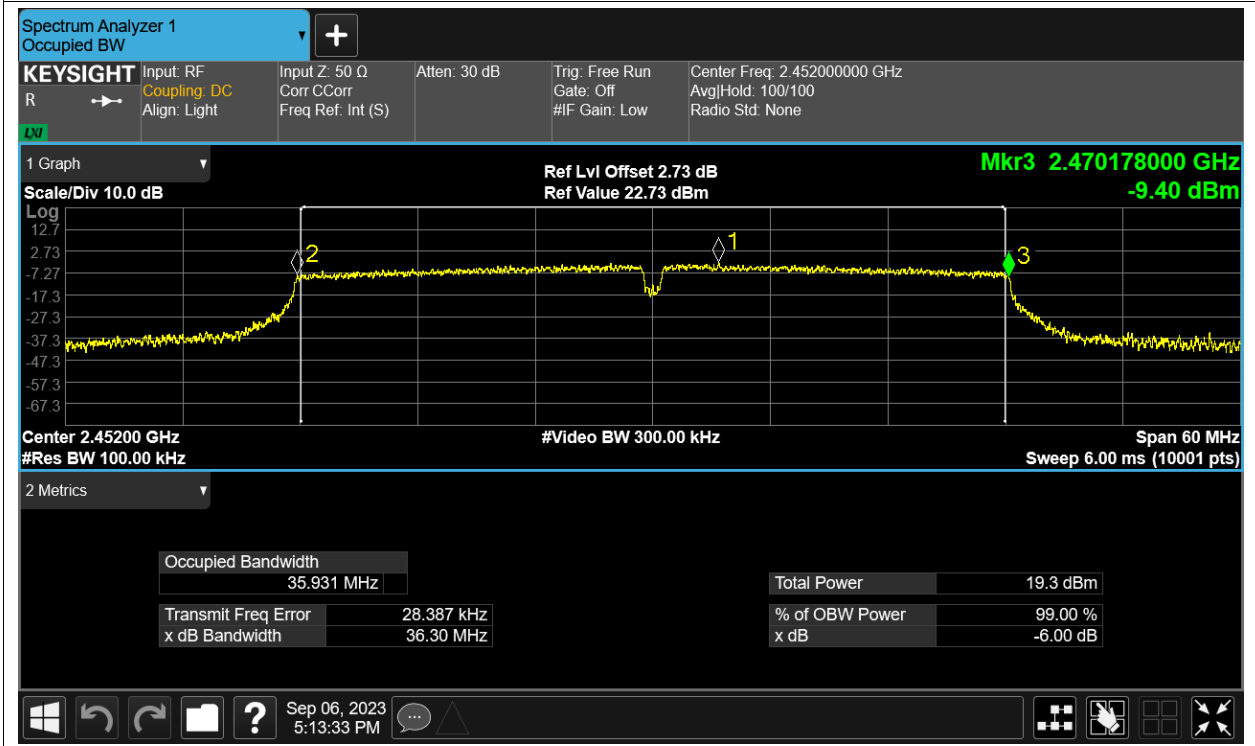 Spectrum Analyzer 1
Occupied BW
KEYSIGHT
R
LXI
Input: RF
Coupling: DC
Align: Light
Input Z: 50 Ω
Corr CCorr
Freq Ref: Int (S)
Atten: 30 dB
Trig: Free Run
Gate: Off
#IF Gain: Low
Center Freq: 2.452000000 GHz
Avg|Hold: 100/100
Radio Std: None
1 Graph
Scale/Div 10.0 dB
Ref Lvl Offset 2.73 dB
Ref Value 22.73 dBm
Mkr3 2.470178000 GHz
-9.40 dBm
Log
12.7
2.73
-7.27
-17.3
-27.3
-37.3
-47.3
-57.3
-67.3
2
1
3
Center 2.45200 GHz
#Res BW 100.00 kHz
#Video BW 300.00 kHz
Span 60 MHz
Sweep 6.00 ms (10001 pts)
2 Metrics
Occupied Bandwidth
35.931 MHz
Transmit Freq Error 28.387 kHz
x dB Bandwidth 36.30 MHz
Total Power 19.3 dBm
% of OBW Power 99.00 %
x dB -6.00 dB
?
Sep 06, 2023
5:13:33 PM